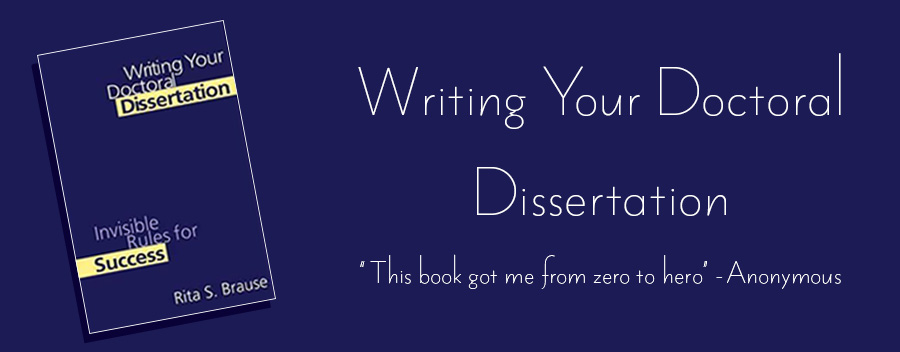 Writing Your
Doctoral
Dissertation
Invisible
Rules for
Success
Rita S. Brause
Writing Your Doctoral
Dissertation
"This book got me from zero to hero" -Anonymous